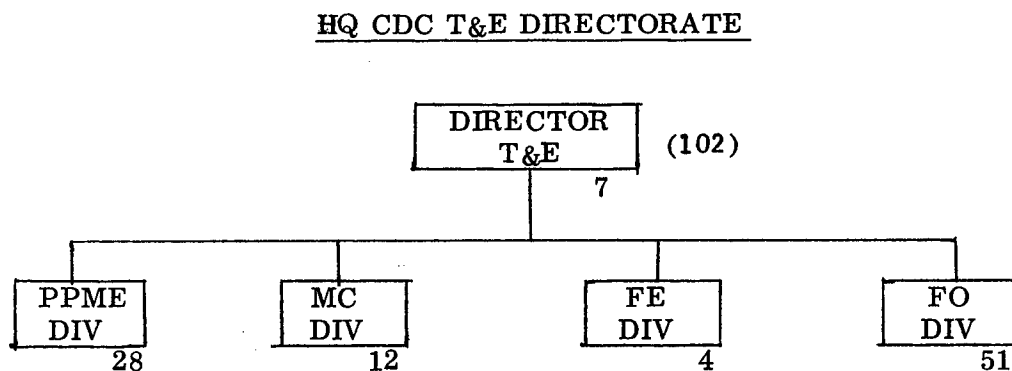 HQ CDC T&E DIRECTORATE
DIRECTOR
T&E
(102)
7
PPME
DIV
28
MC
DIV
12
FE
DIV
4
FO
DIV
51